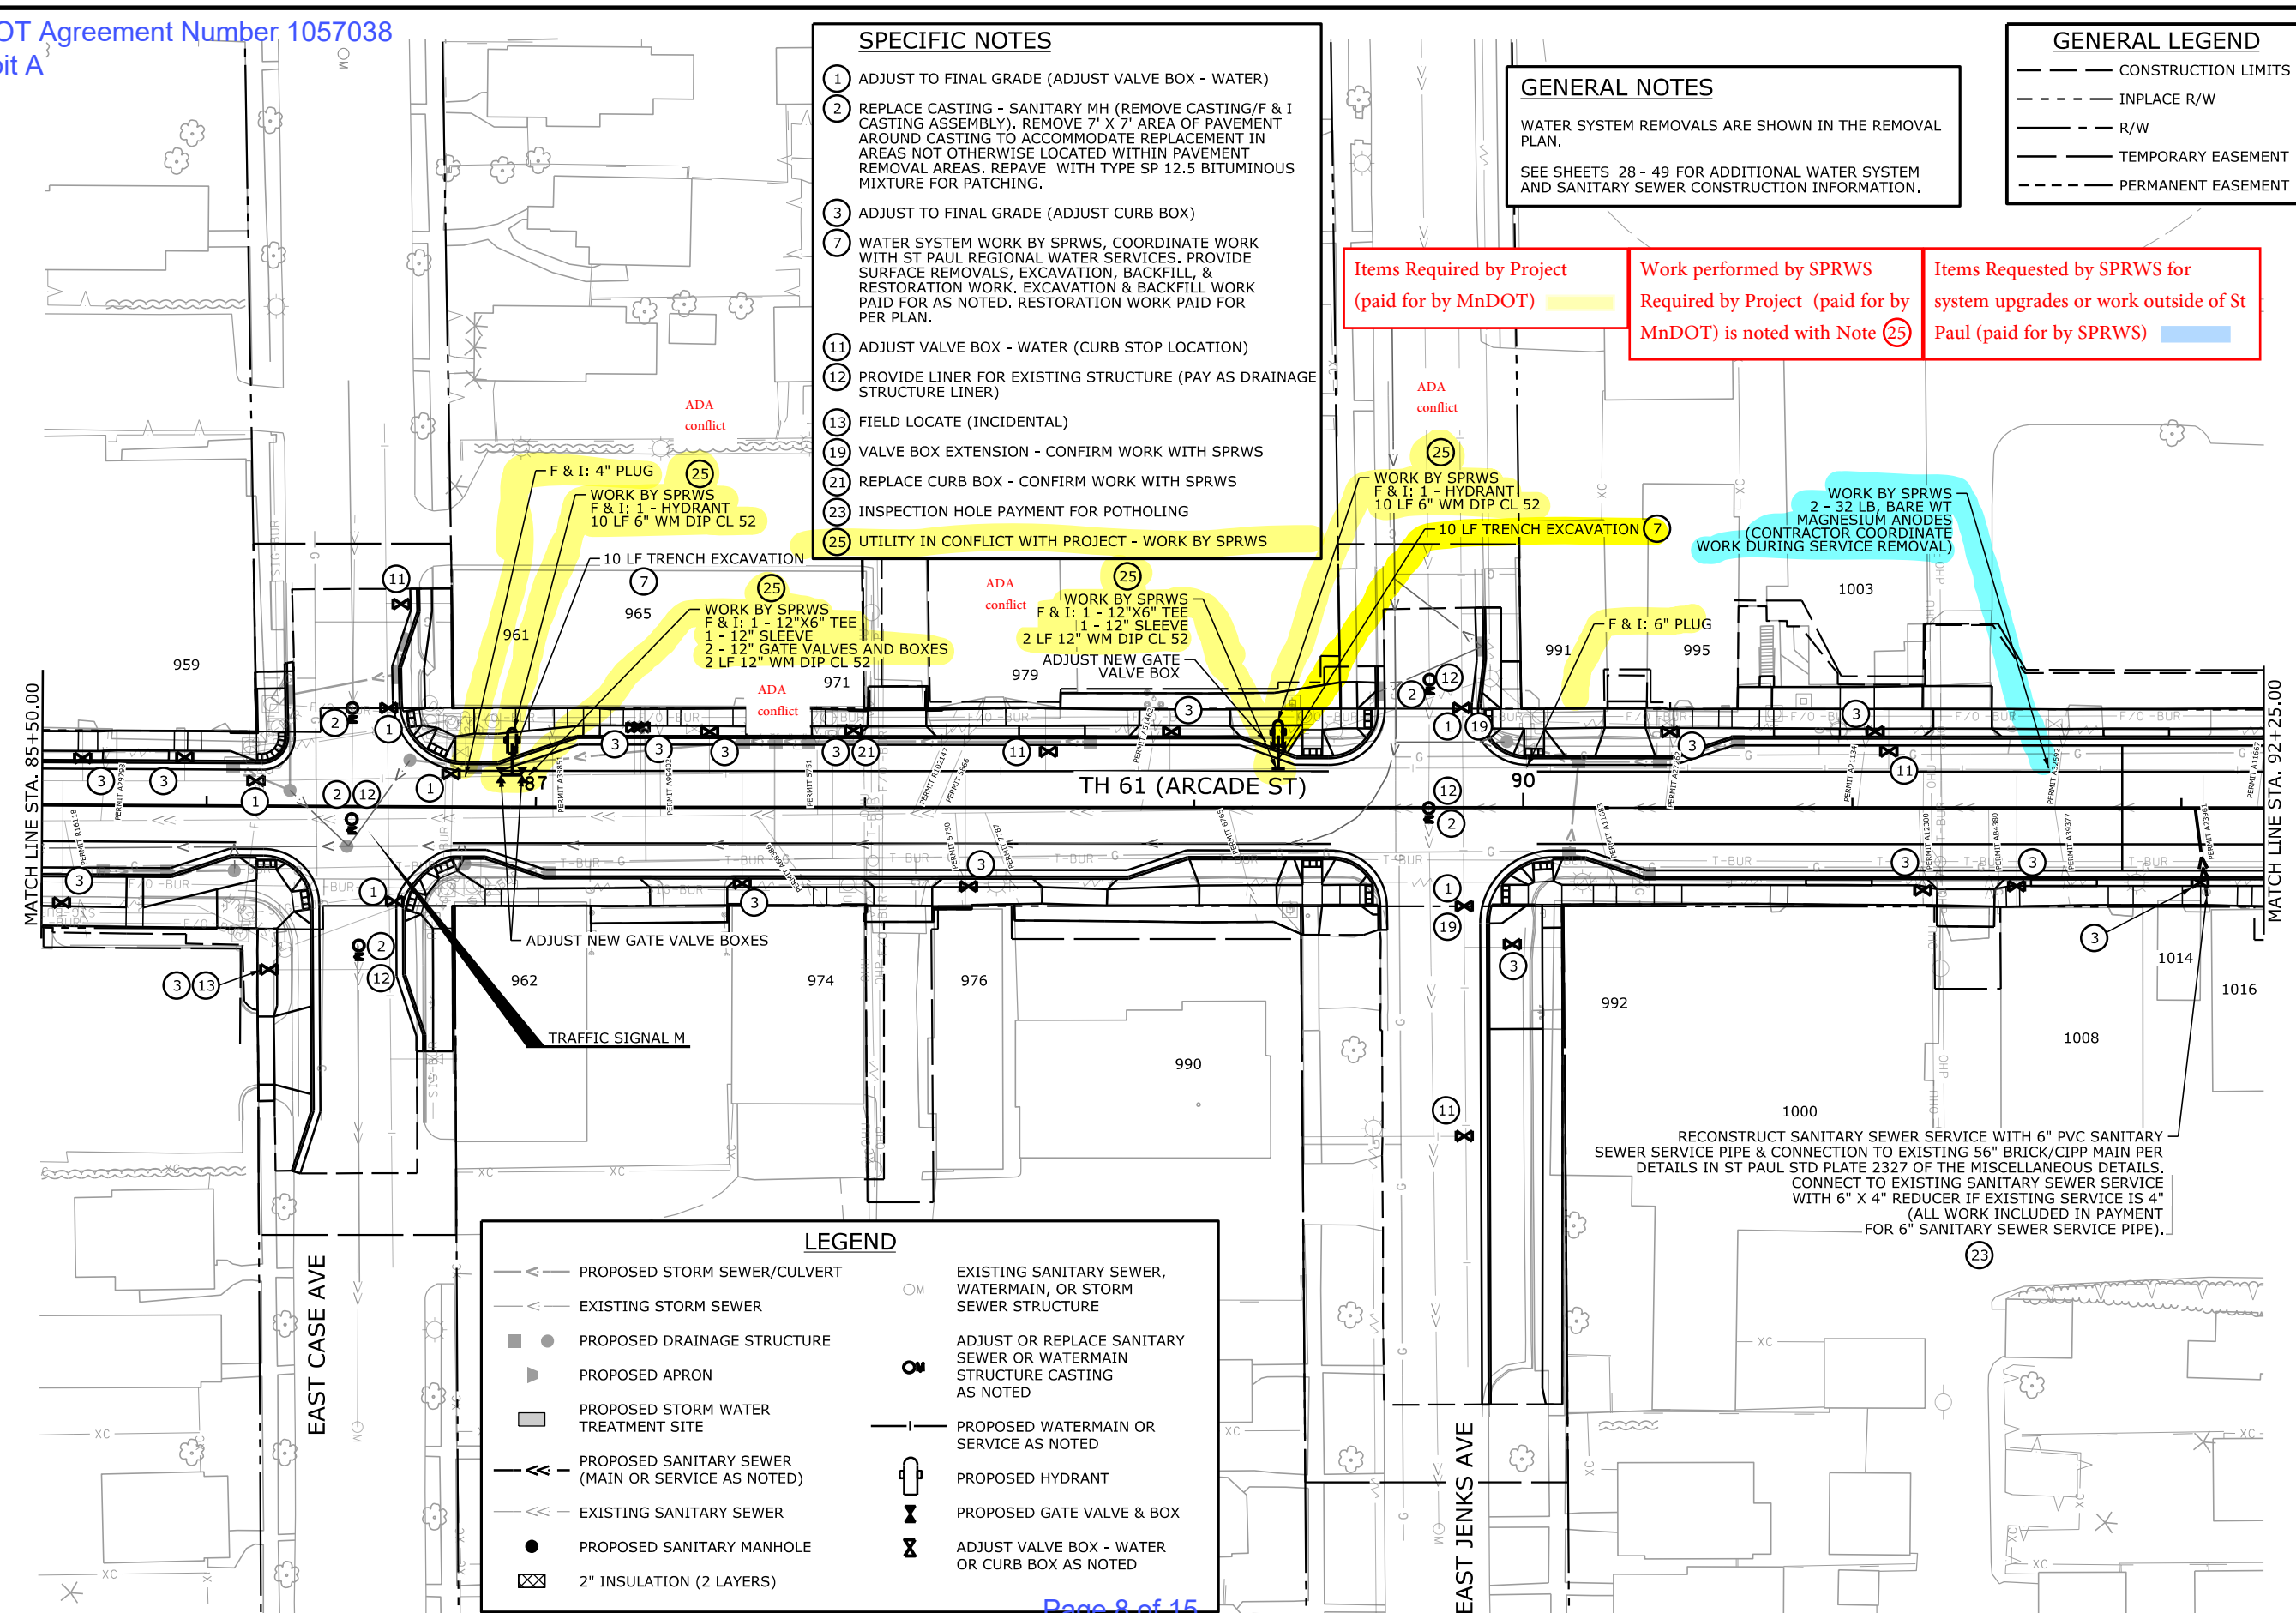 OT Agreement Number 1057038
bit A
SPECIFIC NOTES
1 ADJUST TO FINAL GRADE (ADJUST VALVE BOX - WATER)
2 REPLACE CASTING - SANITARY MH (REMOVE CASTING/F & I
CASTING ASSEMBLY). REMOVE 7' X 7' AREA OF PAVEMENT
AROUND CASTING TO ACCOMMODATE REPLACEMENT IN
AREAS NOT OTHERWISE LOCATED WITHIN PAVEMENT
REMOVAL AREAS. REPAVE WITH TYPE SP 12.5 BITUMINOUS
MIXTURE FOR PATCHING.
3 ADJUST TO FINAL GRADE (ADJUST CURB BOX)
7 WATER SYSTEM WORK BY SPRWS, COORDINATE WORK
WITH ST PAUL REGIONAL WATER SERVICES. PROVIDE
SURFACE REMOVALS, EXCAVATION, BACKFILL, &
RESTORATION WORK. EXCAVATION & BACKFILL WORK
PAID FOR AS NOTED. RESTORATION WORK PAID FOR
PER PLAN.
11 ADJUST VALVE BOX - WATER (CURB STOP LOCATION)
12 PROVIDE LINER FOR EXISTING STRUCTURE (PAY AS DRAINAGE
STRUCTURE LINER)
13 FIELD LOCATE (INCIDENTAL)
19 VALVE BOX EXTENSION - CONFIRM WORK WITH SPRWS
21 REPLACE CURB BOX - CONFIRM WORK WITH SPRWS
23 INSPECTION HOLE PAYMENT FOR POTHOLING
25 UTILITY IN CONFLICT WITH PROJECT - WORK BY SPRWS
GENERAL NOTES
WATER SYSTEM REMOVALS ARE SHOWN IN THE REMOVAL
PLAN.
SEE SHEETS 28 - 49 FOR ADDITIONAL WATER SYSTEM
AND SANITARY SEWER CONSTRUCTION INFORMATION.
GENERAL LEGEND
CONSTRUCTION LIMITS
INPLACE R/W
R/W
TEMPORARY EASEMENT
PERMANENT EASEMENT
Items Required by Project
(paid for by MnDOT)
Work performed by SPRWS
Required by Project (paid for by
MnDOT) is noted with Note 25
Items Requested by SPRWS for
system upgrades or work outside of St
Paul (paid for by SPRWS)
ADA
conflict
ADA
conflict
F & I: 4" PLUG
25
WORK BY SPRWS
F & I: 1 - HYDRANT
10 LF 6" WM DIP CL 52
10 LF TRENCH EXCAVATION
7
25
WORK BY SPRWS
F & I: 1 - 12"X6" TEE
1 - 12" SLEEVE
2 - 12" GATE VALVES AND BOXES
2 LF 12" WM DIP CL 52
ADA
conflict
ADA
conflict
25
WORK BY SPRWS
F & I: 1 - 12"X6" TEE
1 - 12" SLEEVE
2 LF 12" WM DIP CL 52
ADJUST NEW GATE
VALVE BOX
25
WORK BY SPRWS
F & I: 1 - HYDRANT
10 LF 6" WM DIP CL 52
10 LF TRENCH EXCAVATION 7
F & I: 6" PLUG
WORK BY SPRWS
2 - 32 LB, BARE WT
MAGNESIUM ANODES
(CONTRACTOR COORDINATE
WORK DURING SERVICE REMOVAL)
959
961
965
971
979
991
995
1003
MATCH LINE STA. 85+50.00
87
TH 61 (ARCADE ST)
90
MATCH LINE STA. 92+25.00
ADJUST NEW GATE VALVE BOXES
TRAFFIC SIGNAL M
962
974
976
990
992
1000
1008
1014
1016
RECONSTRUCT SANITARY SEWER SERVICE WITH 6" PVC SANITARY
SEWER SERVICE PIPE & CONNECTION TO EXISTING 56" BRICK/CIPP MAIN PER
DETAILS IN ST PAUL STD PLATE 2327 OF THE MISCELLANEOUS DETAILS.
CONNECT TO EXISTING SANITARY SEWER SERVICE
WITH 6" X 4" REDUCER IF EXISTING SERVICE IS 4"
(ALL WORK INCLUDED IN PAYMENT
FOR 6" SANITARY SEWER SERVICE PIPE).
23
EAST CASE AVE
EAST JENKS AVE
LEGEND
PROPOSED STORM SEWER/CULVERT
EXISTING STORM SEWER
PROPOSED DRAINAGE STRUCTURE
PROPOSED APRON
PROPOSED STORM WATER
TREATMENT SITE
PROPOSED SANITARY SEWER
(MAIN OR SERVICE AS NOTED)
EXISTING SANITARY SEWER
PROPOSED SANITARY MANHOLE
2" INSULATION (2 LAYERS)
EXISTING SANITARY SEWER,
WATERMAIN, OR STORM
SEWER STRUCTURE
ADJUST OR REPLACE SANITARY
SEWER OR WATERMAIN
STRUCTURE CASTING
AS NOTED
PROPOSED WATERMAIN OR
SERVICE AS NOTED
PROPOSED HYDRANT
PROPOSED GATE VALVE & BOX
ADJUST VALVE BOX - WATER
OR CURB BOX AS NOTED
Page 8 of 15